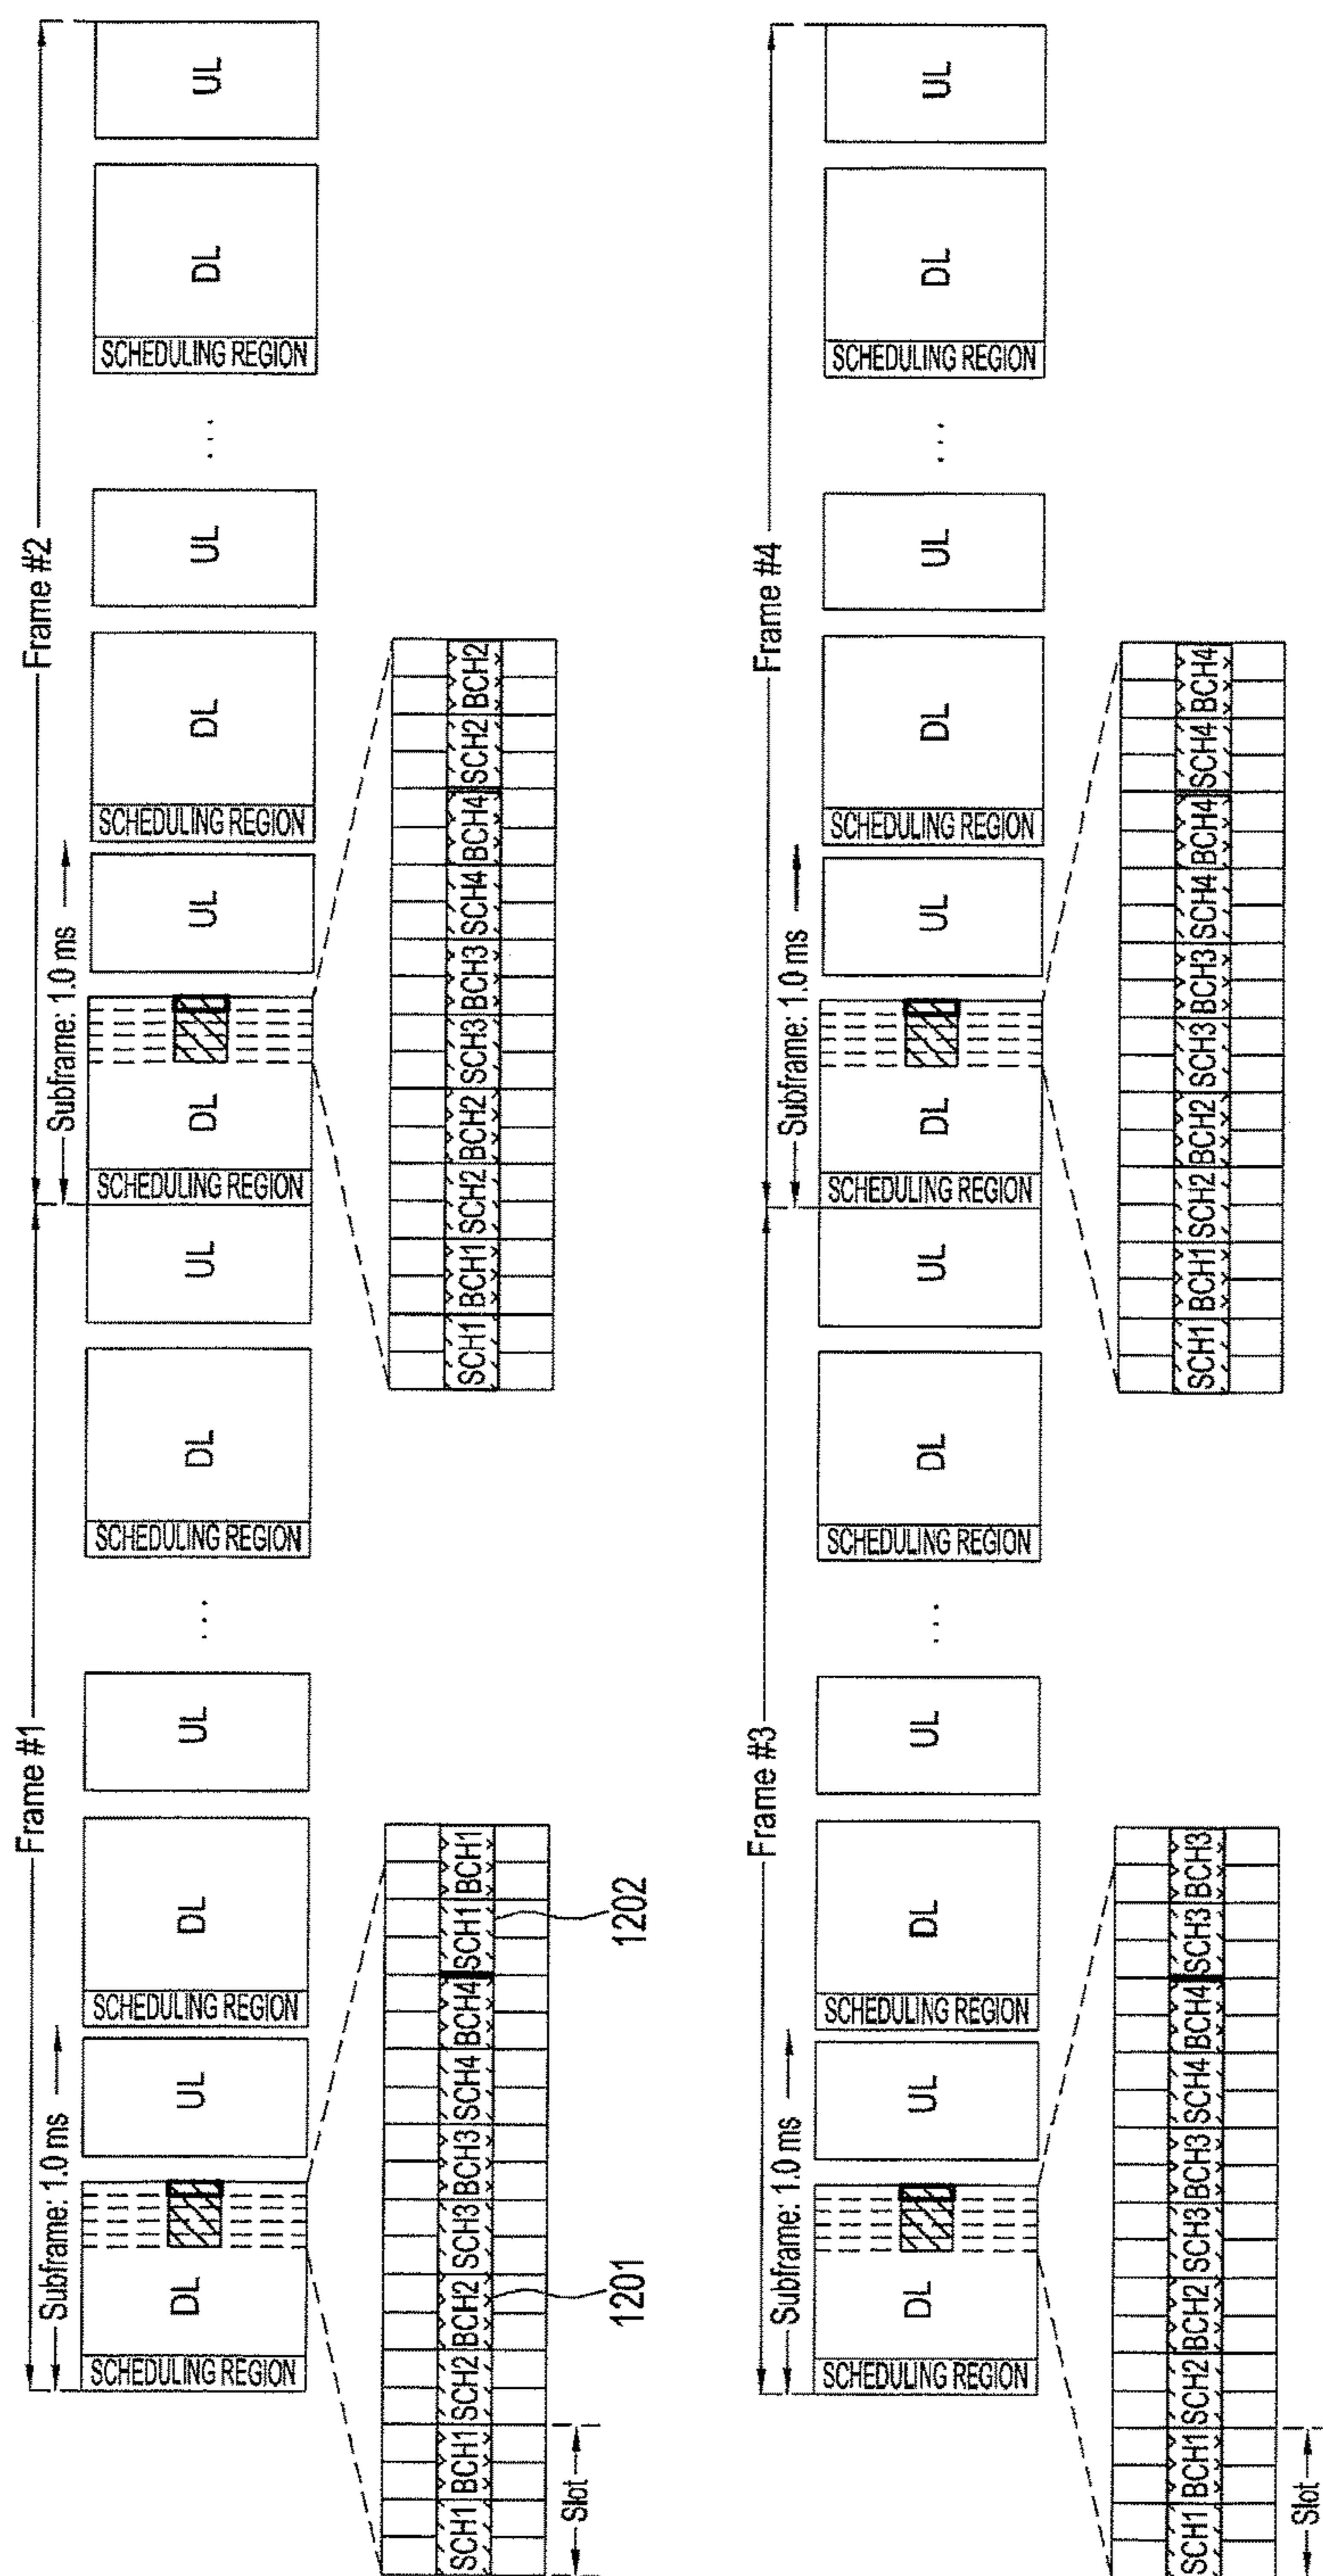 Frame #1
Frame #2
Subframe: 1.0 ms
Subframe: 1.0 ms
SCHEDULING REGION
DL
UL
SCHEDULING REGION
DL
UL
...
SCHEDULING REGION
DL
UL
SCHEDULING REGION
DL
UL
SCHEDULING REGION
DL
UL
...
SCHEDULING REGION
DL
UL
SCH1 BCH1 SCH2 BCH2 SCH3 BCH3 SCH4 BCH4 SCH1 BCH1
SCH1 BCH1 SCH2 BCH2 SCH3 BCH3 SCH4 BCH4 SCH2 BCH2
Slot
1201
1202
Frame #3
Frame #4
Subframe: 1.0 ms
Subframe: 1.0 ms
SCHEDULING REGION
DL
UL
SCHEDULING REGION
DL
UL
...
SCHEDULING REGION
DL
UL
SCHEDULING REGION
DL
UL
SCHEDULING REGION
DL
UL
...
SCHEDULING REGION
DL
UL
SCH1 BCH1 SCH2 BCH2 SCH3 BCH3 SCH4 BCH4 SCH3 BCH3
SCH1 BCH1 SCH2 BCH2 SCH3 BCH3 SCH4 BCH4 SCH4 BCH4
Slot